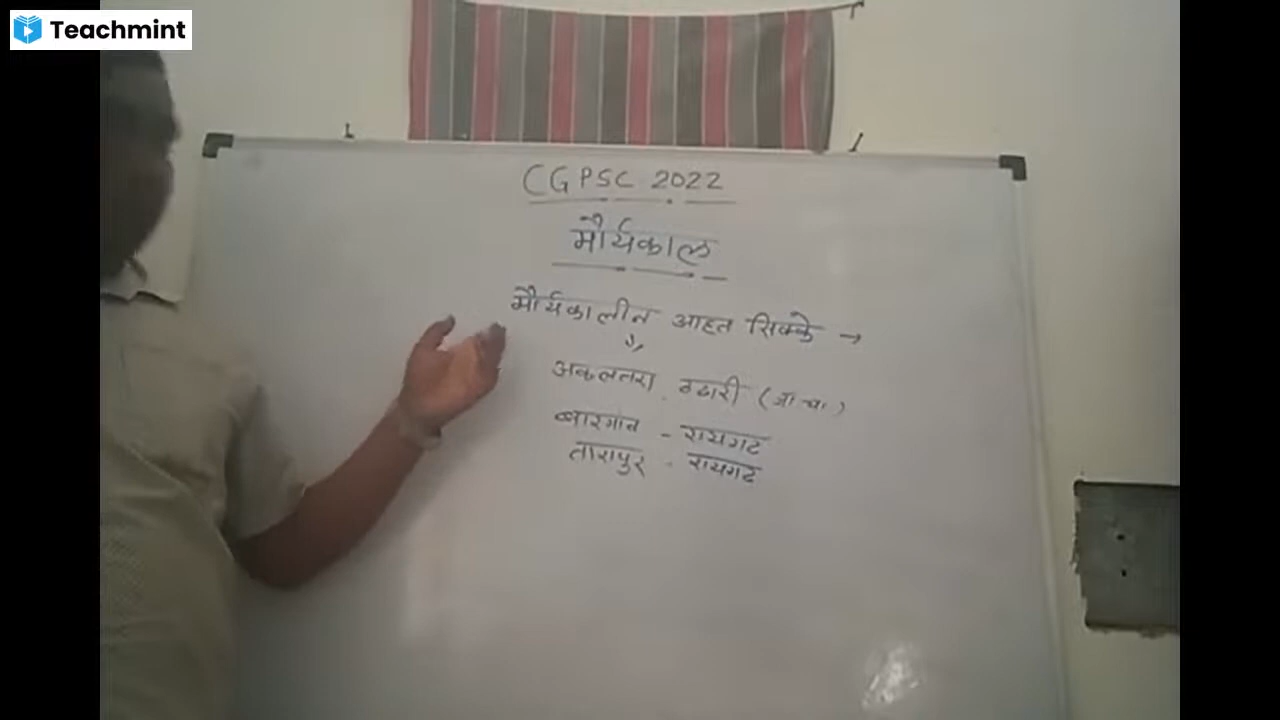 Teachmint
CGPSC 2022
मौर्यकाल
मौर्यकालीन आहत सिक्के →
अकलतरा, ठठारी (जां-चा)
बारगांव - रायगढ
तारापुर - रायगढ